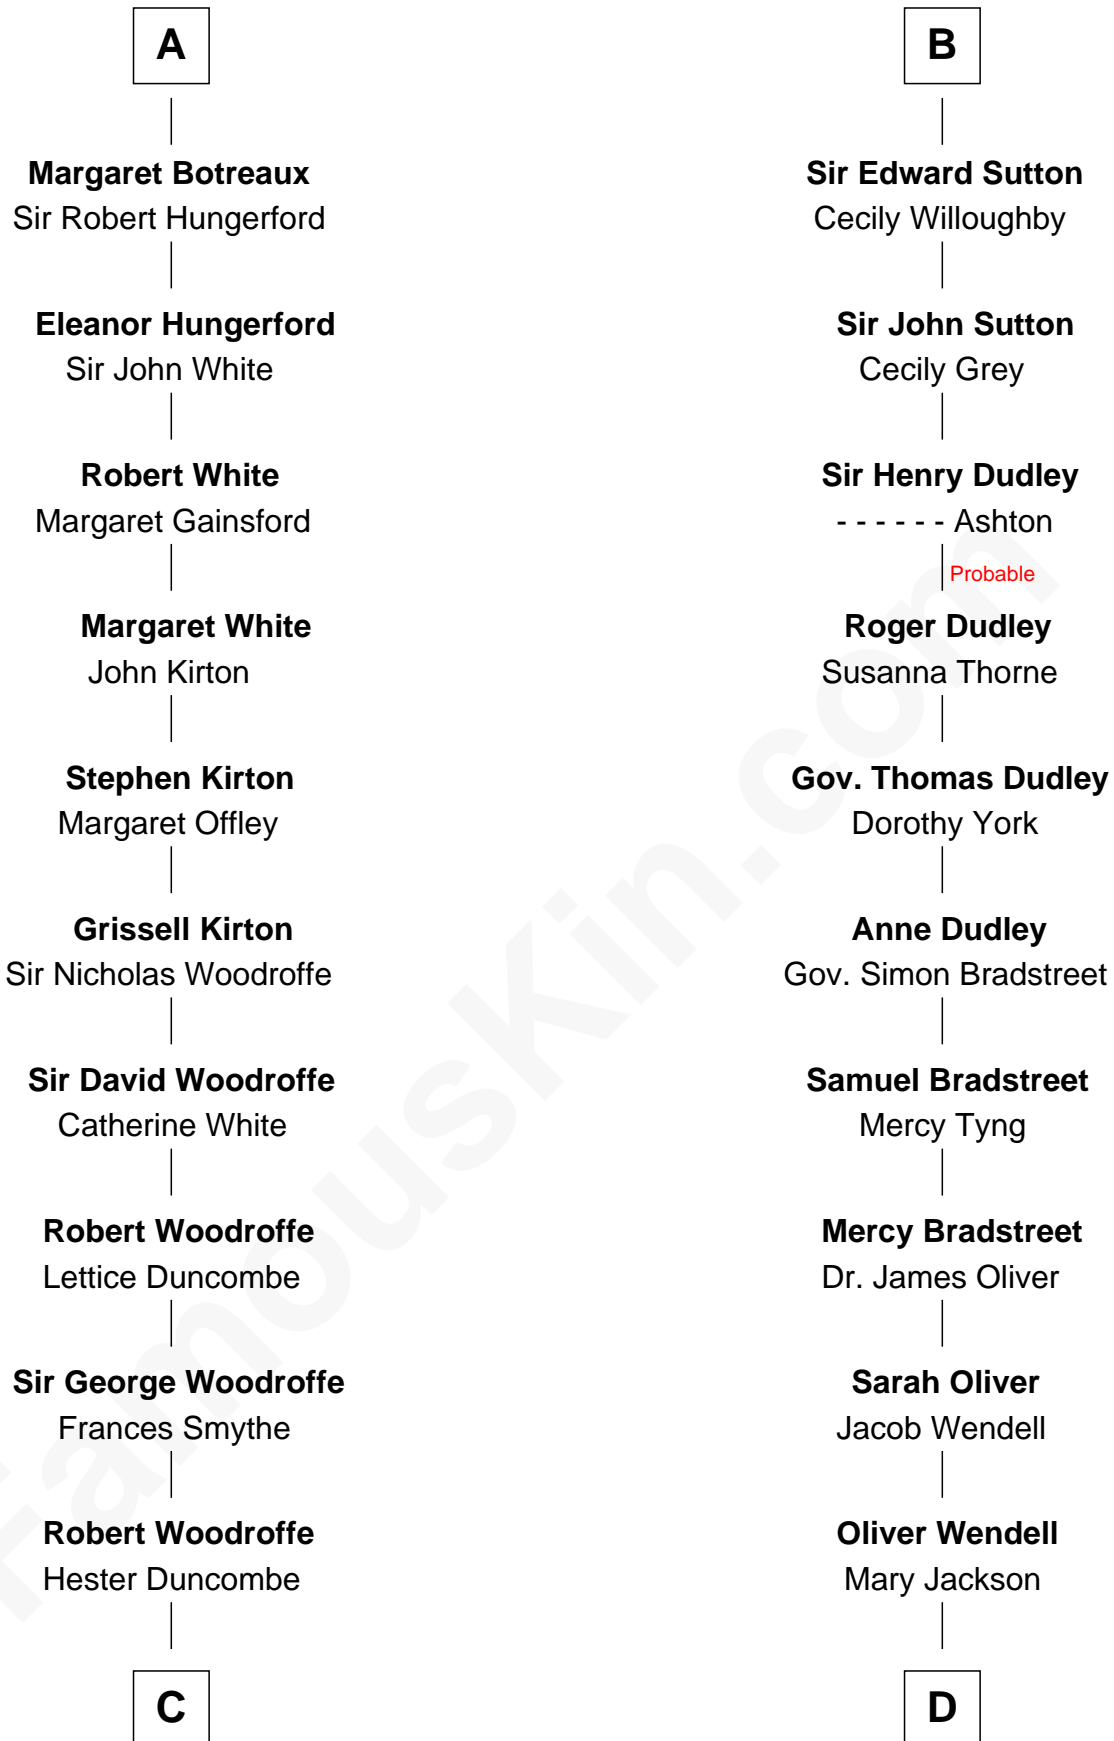 A
Margaret Botreaux
Sir Robert Hungerford
Eleanor Hungerford
Sir John White
Robert White
Margaret Gainsford
Margaret White
John Kirton
Stephen Kirton
Margaret Offley
Grissell Kirton
Sir Nicholas Woodroffe
Sir David Woodroffe
Catherine White
Robert Woodroffe
Lettice Duncombe
Sir George Woodroffe
Frances Smythe
Robert Woodroffe
Hester Duncombe
C
B
Sir Edward Sutton
Cecily Willoughby
Sir John Sutton
Cecily Grey
Sir Henry Dudley
- - - - - - Ashton
Probable
Roger Dudley
Susanna Thorne
Gov. Thomas Dudley
Dorothy York
Anne Dudley
Gov. Simon Bradstreet
Samuel Bradstreet
Mercy Tyng
Mercy Bradstreet
Dr. James Oliver
Sarah Oliver
Jacob Wendell
Oliver Wendell
Mary Jackson
D
FamousKin.com